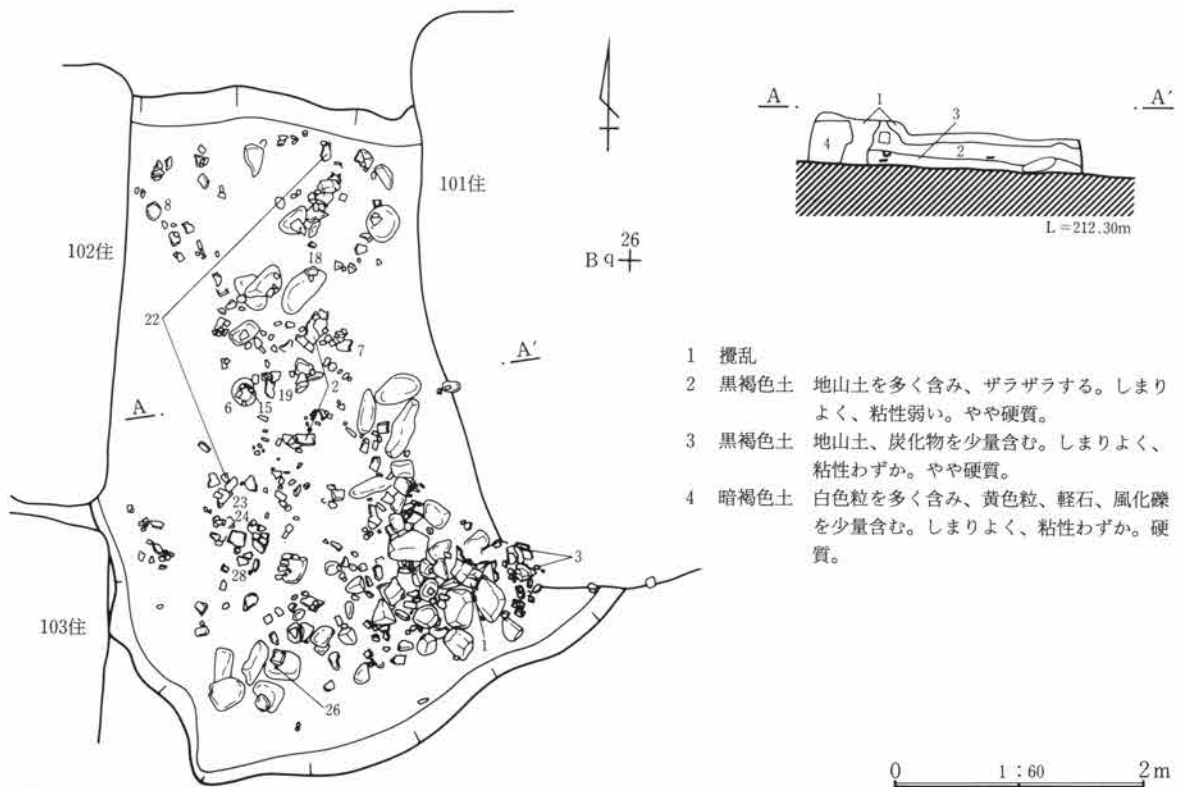 101住
102住
103住
8
18
22
7
2
19
6
15
A
A′
23
24
28
3
1
26
26
Bq
A
A′
1
3
4
2
L＝212.30m
1 攪乱
2 黒褐色土 地山土を多く含み、ザラザラする。しまり
よく、粘性弱い。やや硬質。
3 黒褐色土 地山土、炭化物を少量含む。しまりよく、
粘性わずか。やや硬質。
4 暗褐色土 白色粒を多く含み、黄色粒、軽石、風化礫
を少量含む。しまりよく、粘性わずか。硬
質。
0 1：60 2m